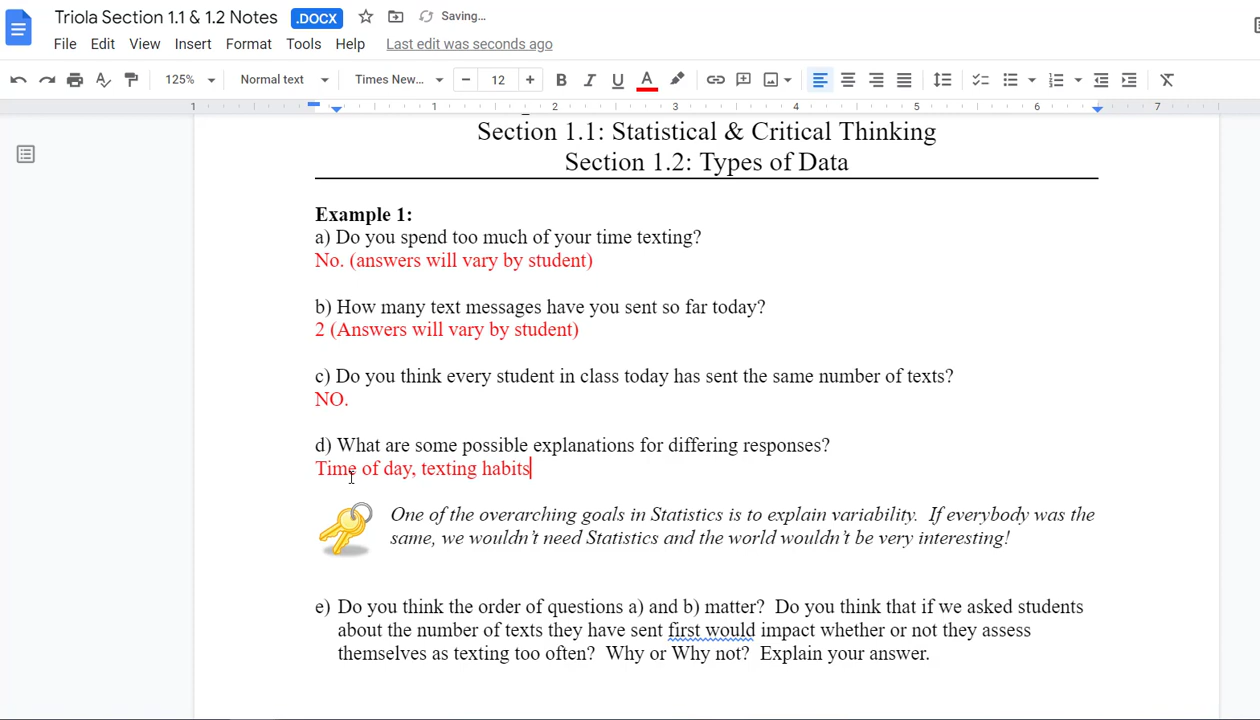 Triola Section 1.1 & 1.2 Notes .DOCX Saving...
File Edit View Insert Format Tools Help Last edit was seconds ago
125% Normal text Times New... 12 B I U A
1 1 2 3 4 5 6 7
Section 1.1: Statistical & Critical Thinking
Section 1.2: Types of Data
Example 1:
a) Do you spend too much of your time texting?
No. (answers will vary by student)
b) How many text messages have you sent so far today?
2 (Answers will vary by student)
c) Do you think every student in class today has sent the same number of texts?
NO.
d) What are some possible explanations for differing responses?
Time of day, texting habits
One of the overarching goals in Statistics is to explain variability. If everybody was the
same, we wouldn't need Statistics and the world wouldn't be very interesting!
e) Do you think the order of questions a) and b) matter? Do you think that if we asked students
about the number of texts they have sent first would impact whether or not they assess
themselves as texting too often? Why or Why not? Explain your answer.